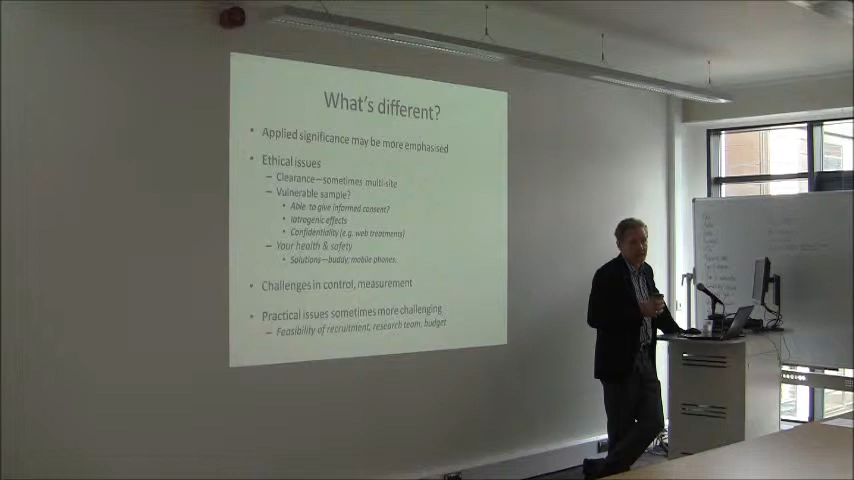 What's different?
• Applied significance may be more emphasised
• Ethical issues
– Clearance—sometimes multi-site
– Vulnerable sample?
• Able to give informed consent?
• Iatrogenic effects
• Confidentiality (e.g. web treatments)
– Your health & safety
• Solutions—buddy; mobile phones.
• Challenges in control, measurement
• Practical issues sometimes more challenging
– Feasibility of recruitment, research team, budget